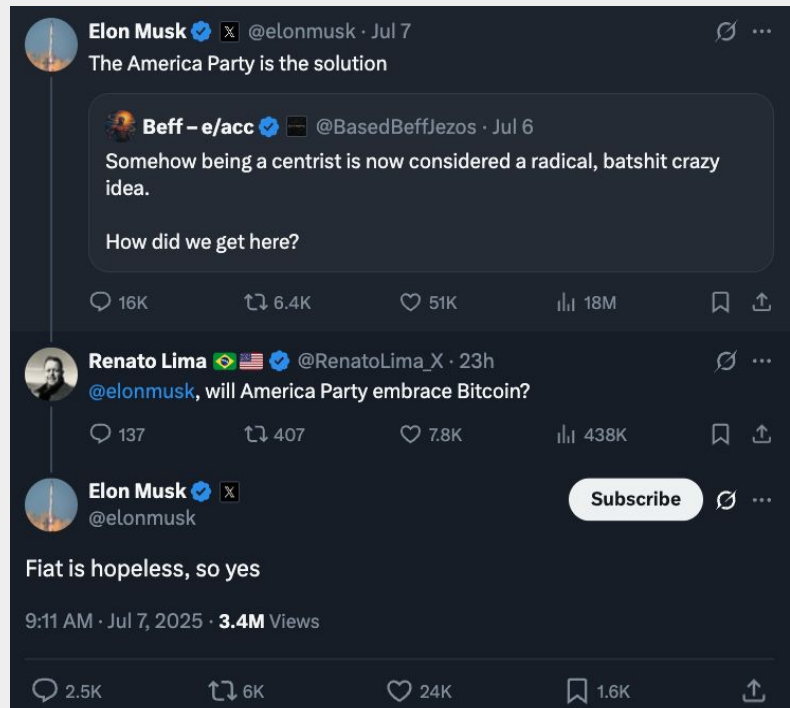 Elon Musk @elonmusk · Jul 7
The America Party is the solution
Beff – e/acc @BasedBeffJezos · Jul 6
Somehow being a centrist is now considered a radical, batshit crazy
idea.
How did we get here?
16K 6.4K 51K 18M
Renato Lima 🇧🇷🇺🇸 @RenatoLima_X · 23h
@elonmusk, will America Party embrace Bitcoin?
137 407 7.8K 438K
Elon Musk
@elonmusk
Subscribe
Fiat is hopeless, so yes
9:11 AM · Jul 7, 2025 · 3.4M Views
2.5K 6K 24K 1.6K